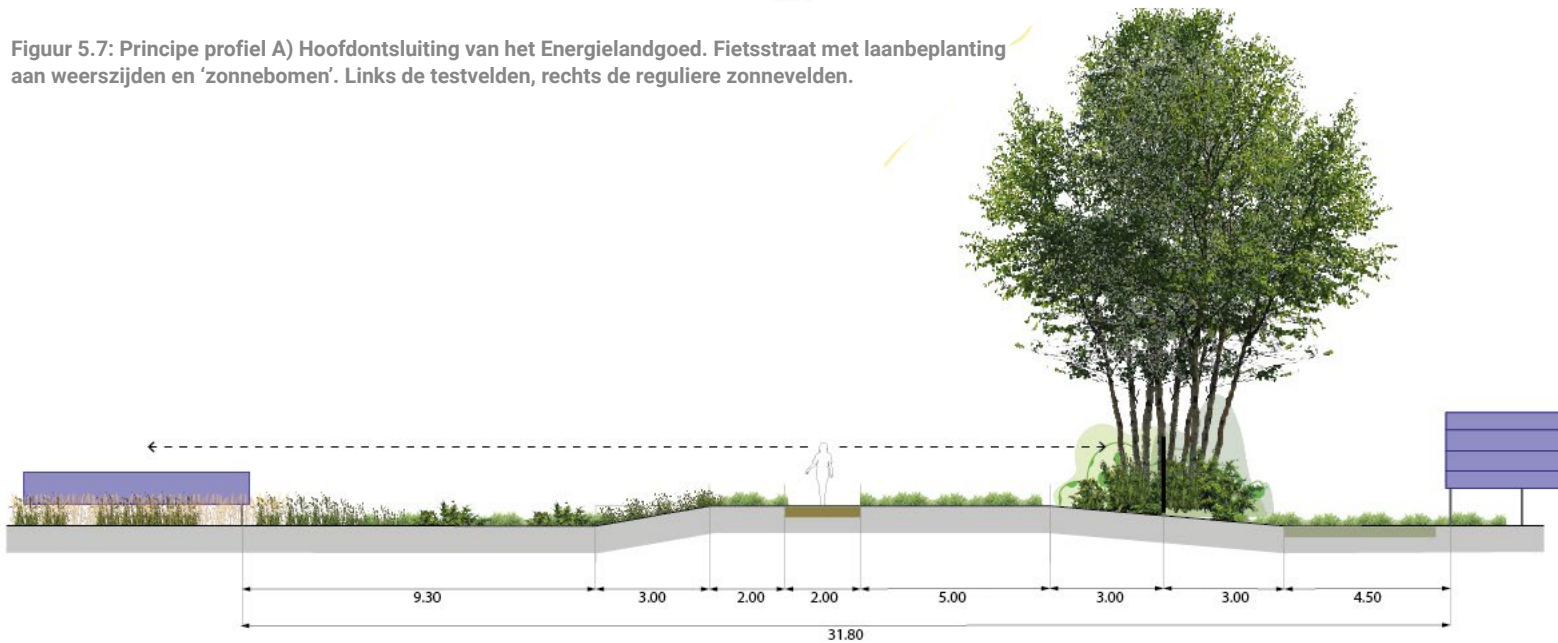 Figuur 5.7: Principe profiel A) Hoofdontsluiting van het Energielandgoed. Fietsstraat met laanbeplanting
aan weerszijden en ‘zonnebomen’. Links de testvelden, rechts de reguliere zonnevelden.
9.30 3.00 2.00 2.00 5.00 3.00 3.00 4.50
31.80